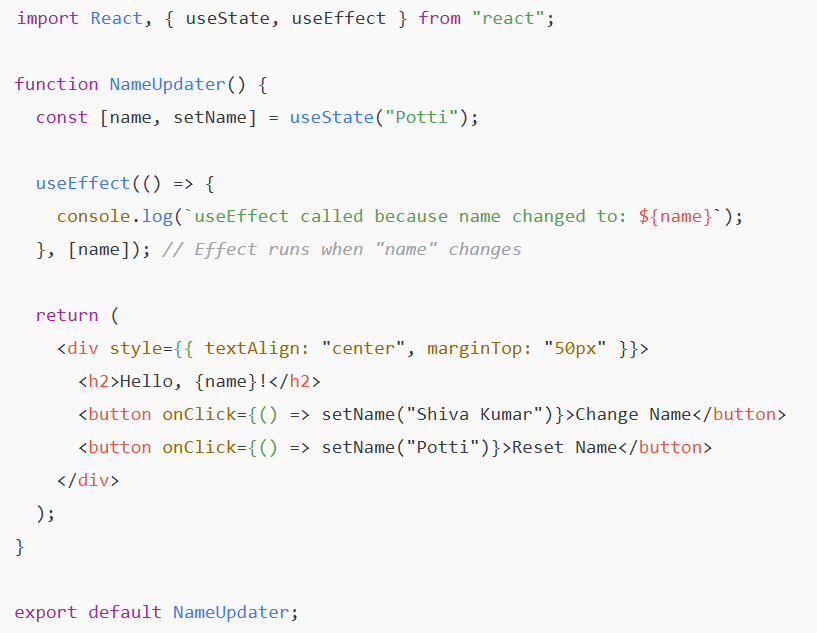 import React, { useState, useEffect } from "react";

function NameUpdater() {
  const [name, setName] = useState("Potti");

  useEffect(() => {
    console.log(`useEffect called because name changed to: ${name}`);
  }, [name]); // Effect runs when "name" changes

  return (
    <div style={{ textAlign: "center", marginTop: "50px" }}>
      <h2>Hello, {name}!</h2>
      <button onClick={() => setName("Shiva Kumar")}>Change Name</button>
      <button onClick={() => setName("Potti")}>Reset Name</button>
    </div>
  );
}

export default NameUpdater;